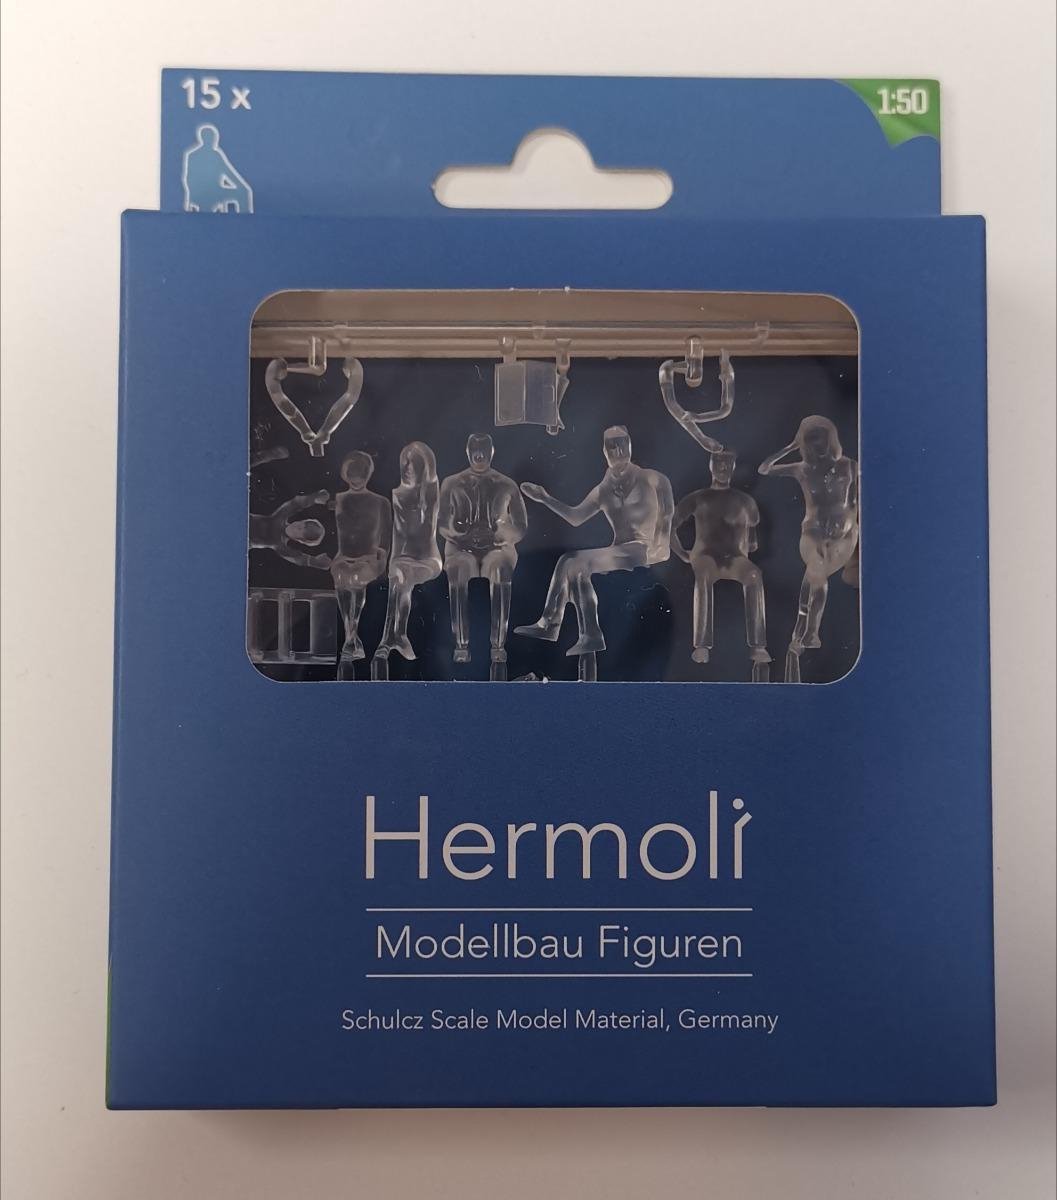 15 x
1:50
Hermoli
Modellbau Figuren
Schulcz Scale Model Material, Germany